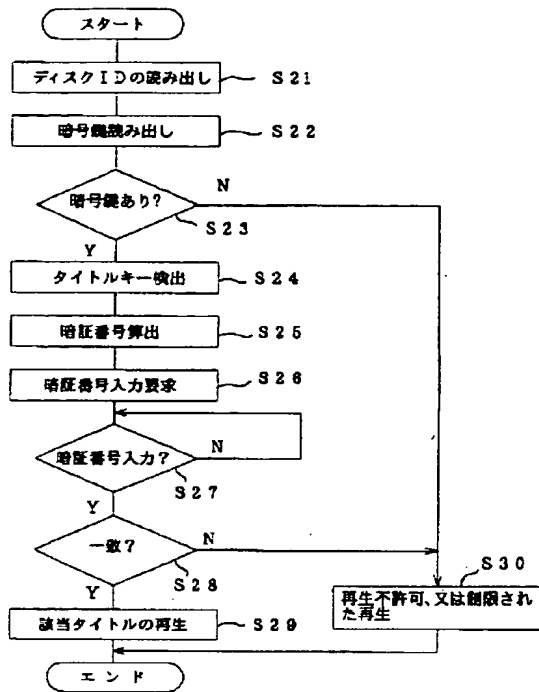 スタート
ディスクIDの読み出し
S21
暗号鍵読み出し
S22
暗号鍵あり?
N
S23
Y
タイトルキー検出
S24
暗証番号算出
S25
暗証番号入力要求
S26
暗証番号入力?
N
S27
Y
一致?
N
S28
Y
S30
再生不許可、又は制限され
た再生
該当タイトルの再生
S29
エンド